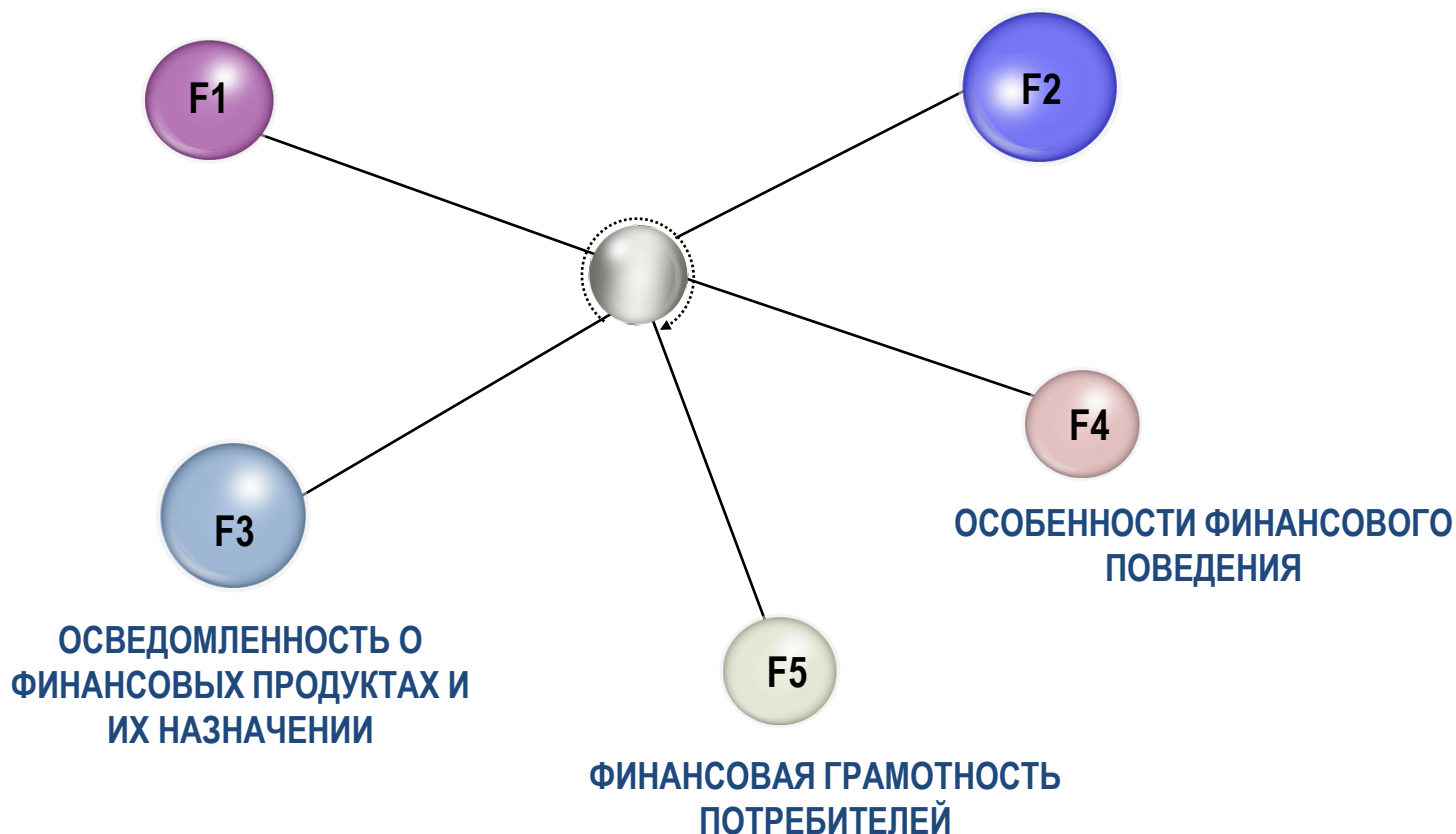 F1
F2
F3
ОСВЕДОМЛЕННОСТЬ О
ФИНАНСОВЫХ ПРОДУКТАХ И
ИХ НАЗНАЧЕНИИ
F4
ОСОБЕННОСТИ ФИНАНСОВОГО
ПОВЕДЕНИЯ
F5
ФИНАНСОВАЯ ГРАМОТНОСТЬ
ПОТРЕБИТЕЛЕЙ